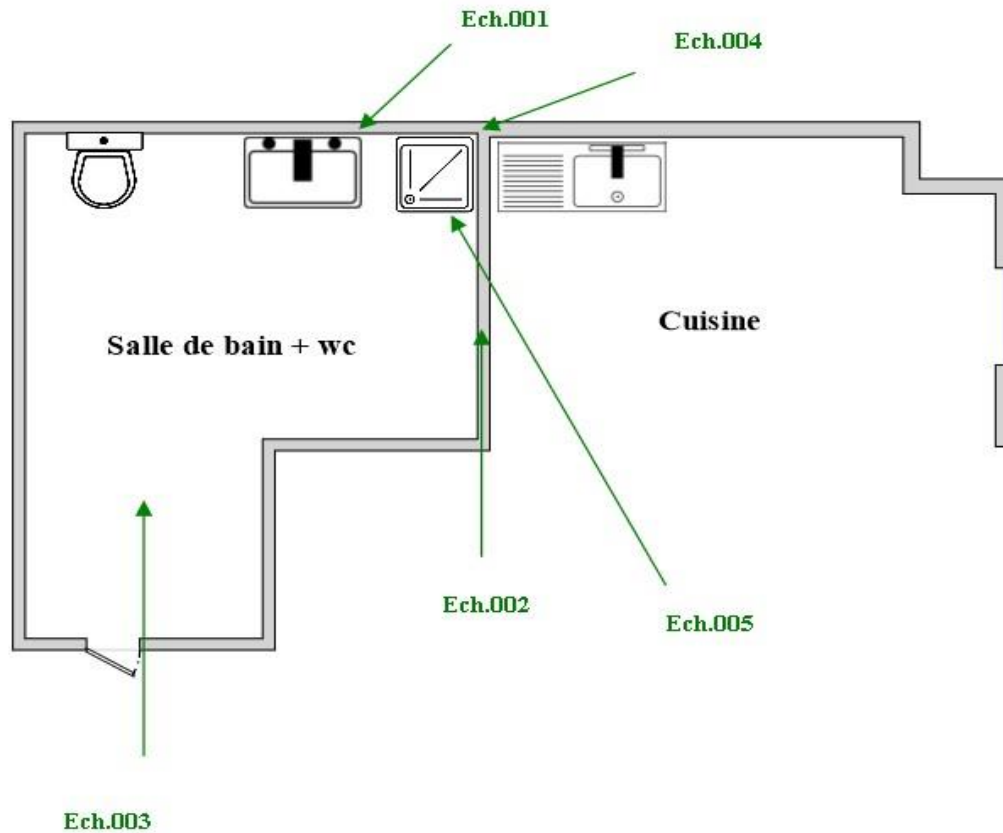 Ech.001
Ech.004
Cuisine
Salle de bain + wc
Ech.002
Ech.005
Ech.003